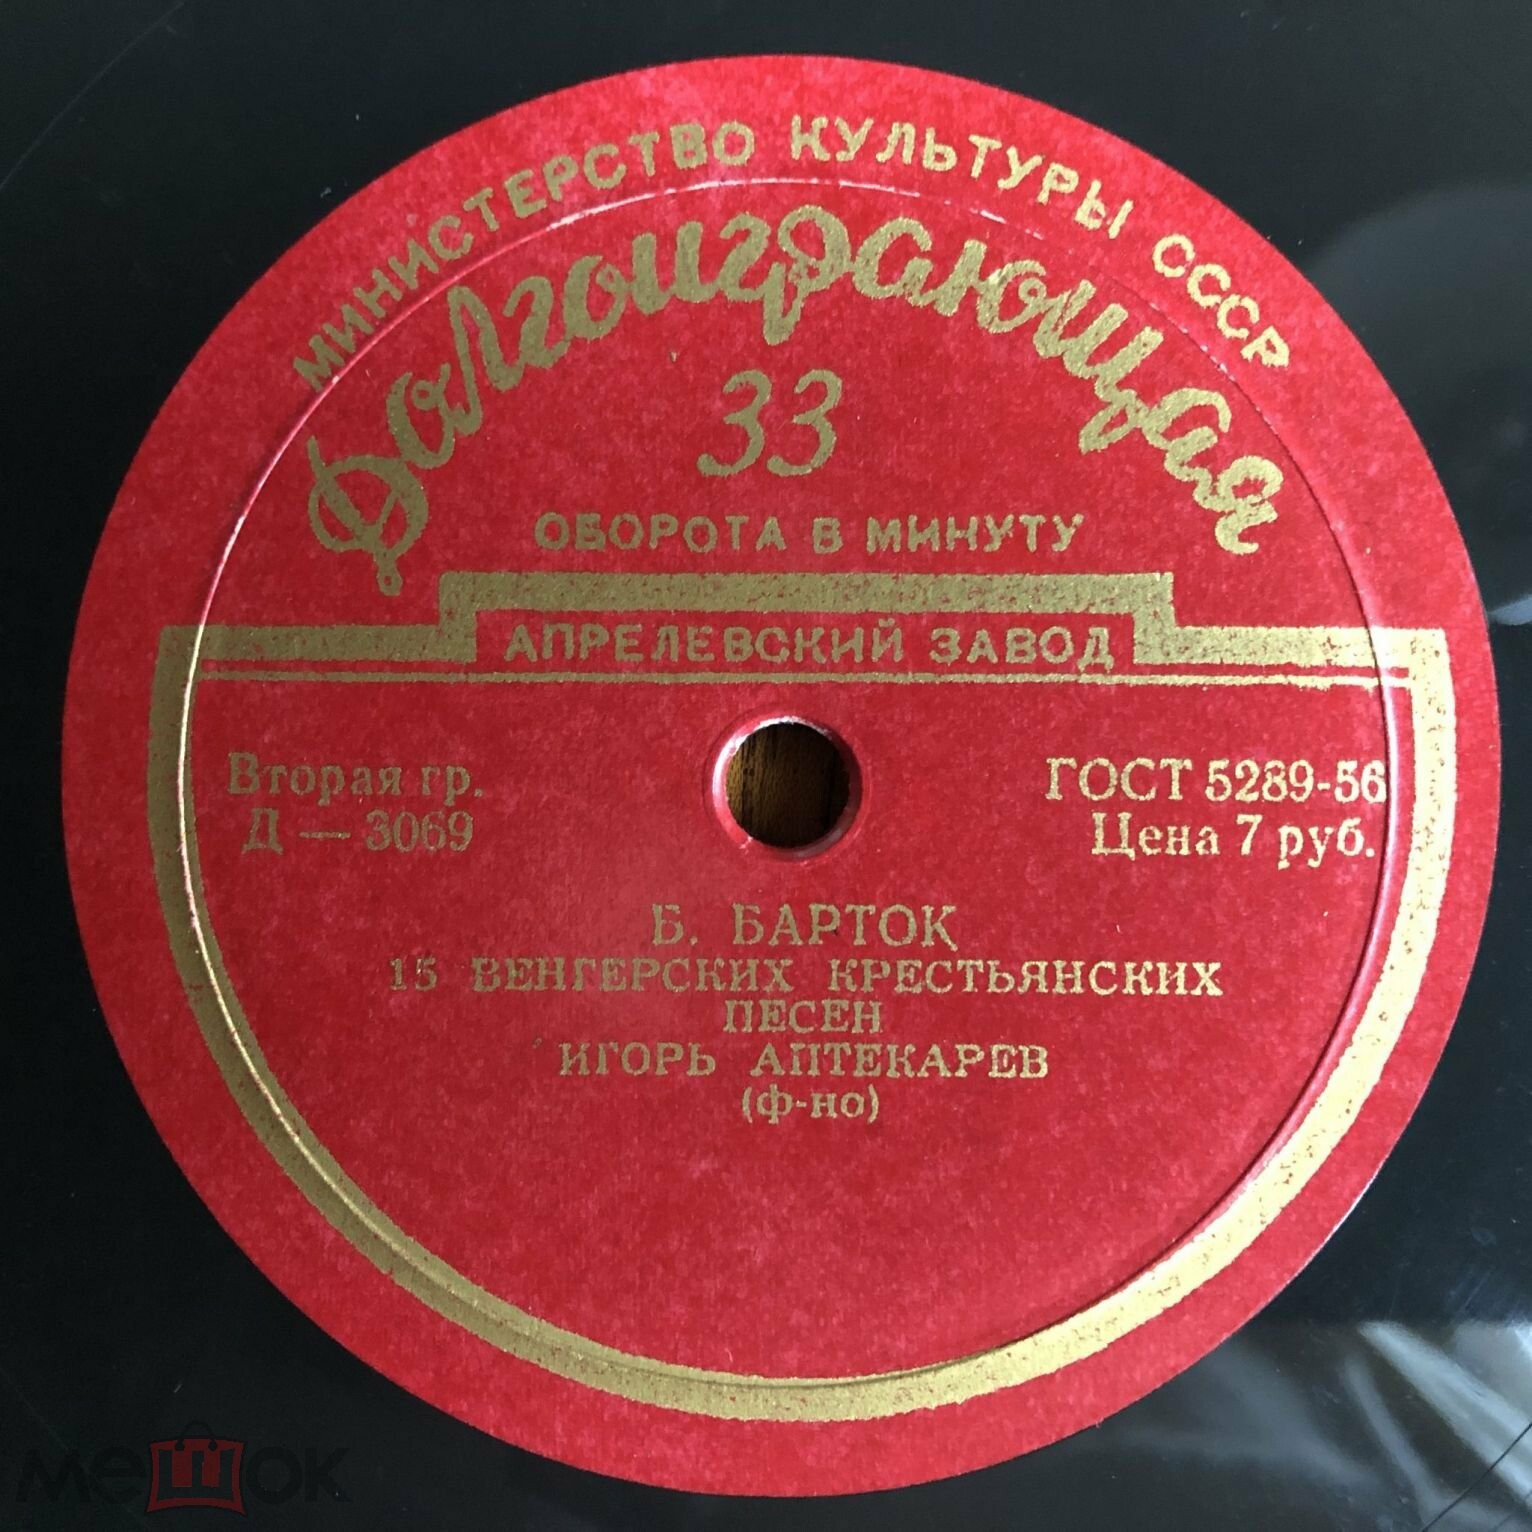 МИНИСТЕРСТВО КУЛЬТУРЫ СССР
Долгоиграющая
33
ОБОРОТА В МИНУТУ
АПРЕЛЕВСКИЙ ЗАВОД
Вторая гр.
Д — 3069
ГОСТ 5289-56
Цена 7 руб.
Б. БАРТОК
15 ВЕНГЕРСКИХ КРЕСТЬЯНСКИХ
ПЕСЕН
ИГОРЬ АПТЕКАРЕВ
(ф-но)
мешок